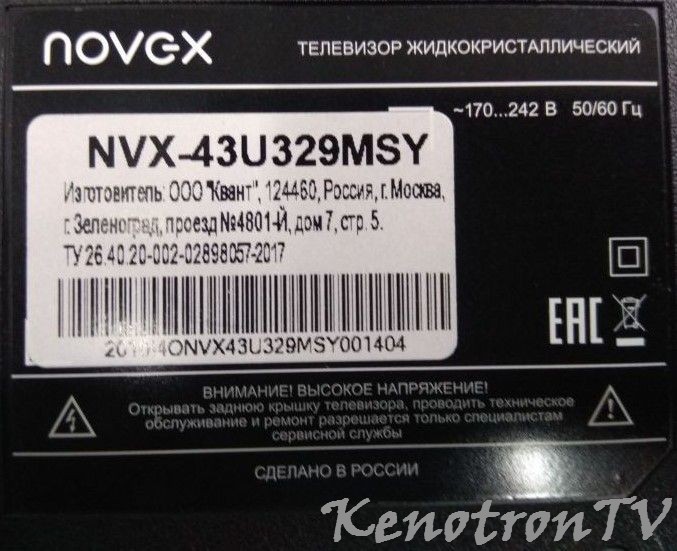 novex
ТЕЛЕВИЗОР ЖИДКОКРИСТАЛЛИЧЕСКИЙ
~170...242 В 50/60 Гц
NVX-43U329MSY
Изготовитель: ООО "Квант", 124460, Россия, г. Москва,
г. Зеленоград, проезд №4801-Й, дом 7, стр. 5.
ТУ 26.40.20-002-02898057-2017
EAC
ВНИМАНИЕ! ВЫСОКОЕ НАПРЯЖЕНИЕ!
Открывать заднюю крышку телевизора, проводить техническое
обслуживание и ремонт разрешается только специалистам
сервисной службы
СДЕЛАНО В РОССИИ
KenotronTV